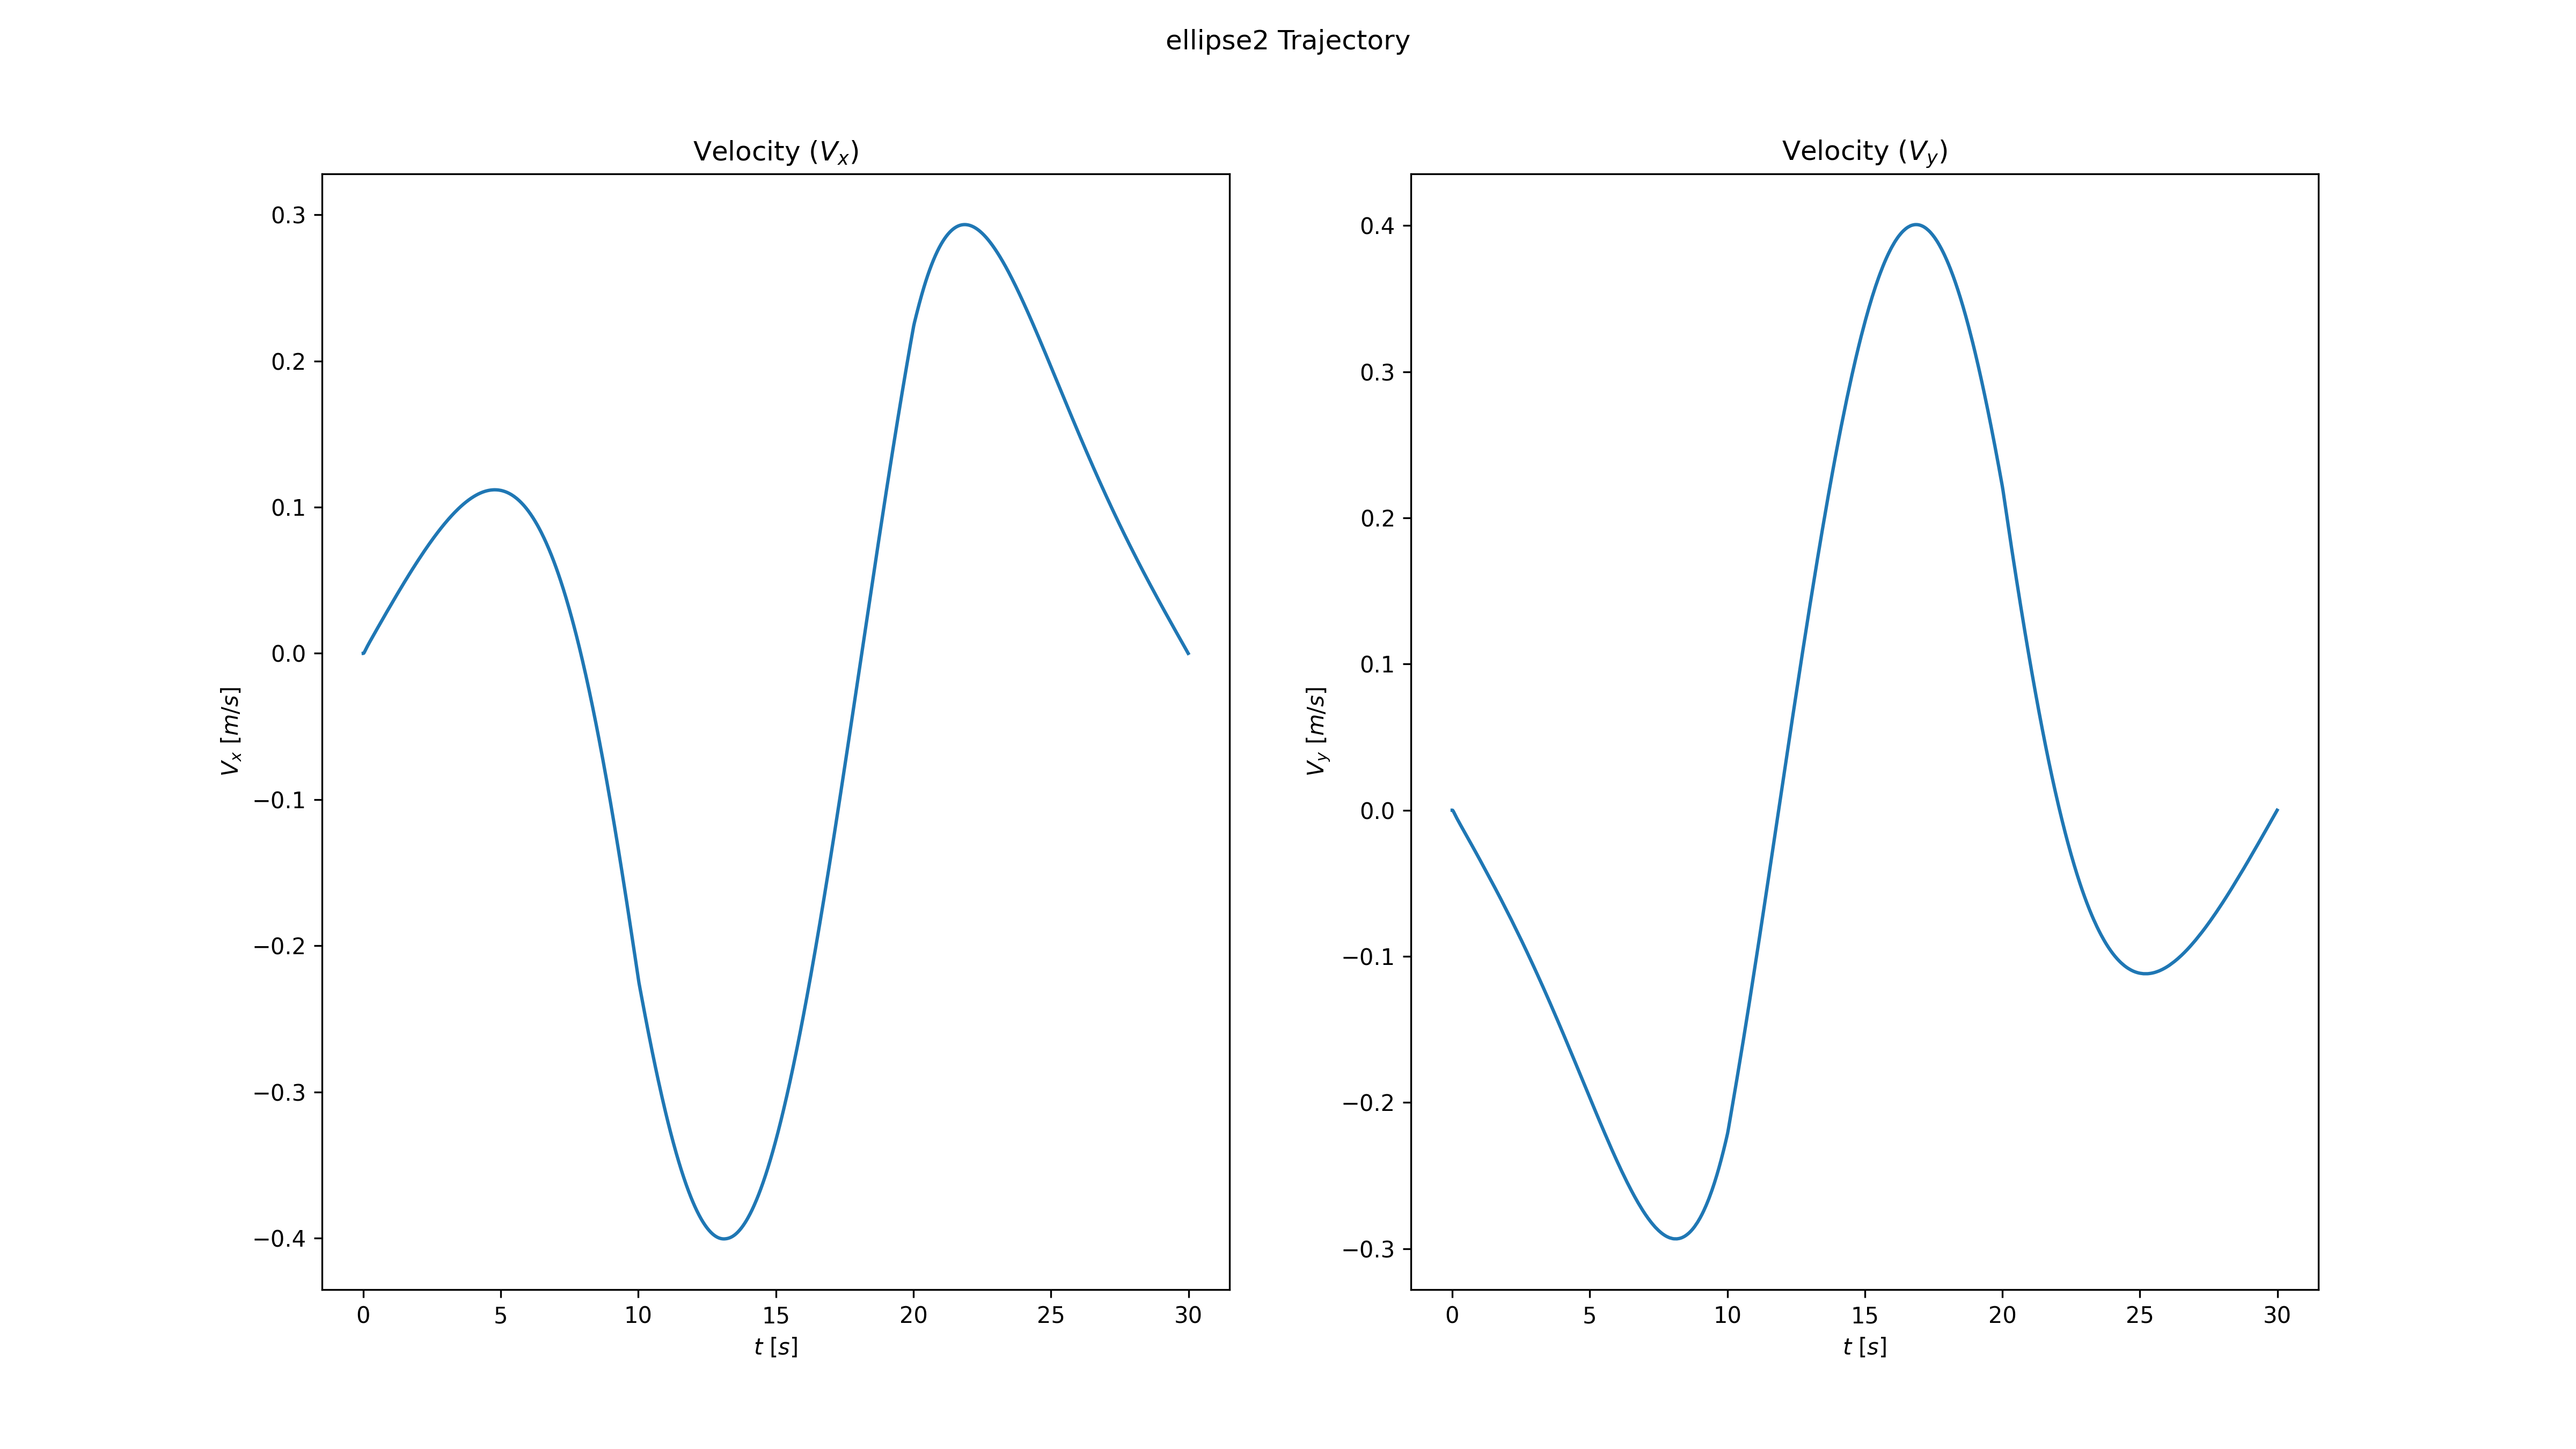 ellipse2 Trajectory
Velocity (Vx)
0.3
0.2
0.1
0.0
−0.1
−0.2
−0.3
−0.4
Vx [m/s]
0 5 10 15 20 25 30
t [s]
Velocity (Vy)
0.4
0.3
0.2
0.1
0.0
−0.1
−0.2
−0.3
Vy [m/s]
0 5 10 15 20 25 30
t [s]